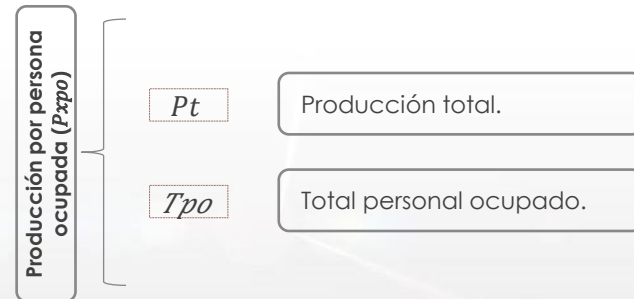 Producción por persona
ocupada (Pxpo)
Pt
Producción total.
Tpo
Total personal ocupado.